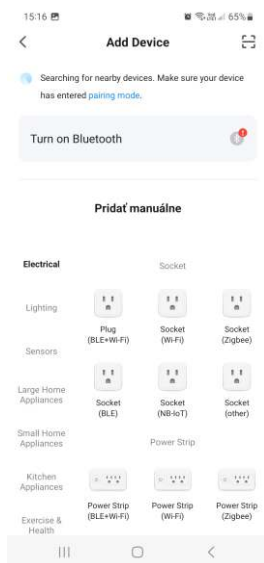 15:16 65%
Add Device
Searching for nearby devices. Make sure your device
has entered pairing mode.
Turn on Bluetooth
Pridať manuálne
Electrical
Socket
Lighting
Plug
(BLE+Wi-Fi)
Socket
(Wi-Fi)
Socket
(Zigbee)
Sensors
Large Home
Appliances
Socket
(BLE)
Socket
(NB-IoT)
Socket
(other)
Small Home
Appliances
Power Strip
Kitchen
Appliances
Power Strip
(BLE+Wi-Fi)
Power Strip
(Wi-Fi)
Power Strip
(Zigbee)
Exercise &
Health